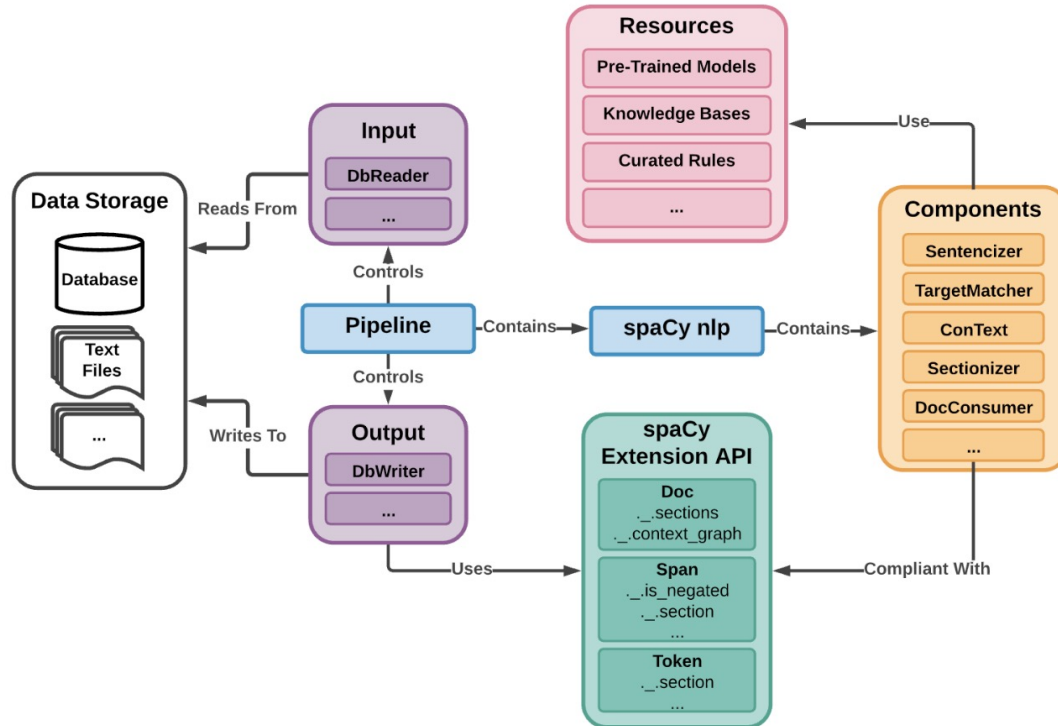 Resources
Pre-Trained Models
Knowledge Bases
Curated Rules
...
Use
Input
DbReader
...
Data Storage
Database
Text
Files
...
Reads From
Controls
Pipeline
Contains
spaCy nlp
Contains
Controls
Writes To
Output
DbWriter
...
Uses
Components
Sentencizer
TargetMatcher
ConText
Sectionizer
DocConsumer
...
Compliant With
spaCy
Extension API
Doc
._.sections
._.context_graph
Span
._.is_negated
._.section
...
Token
._.section
...